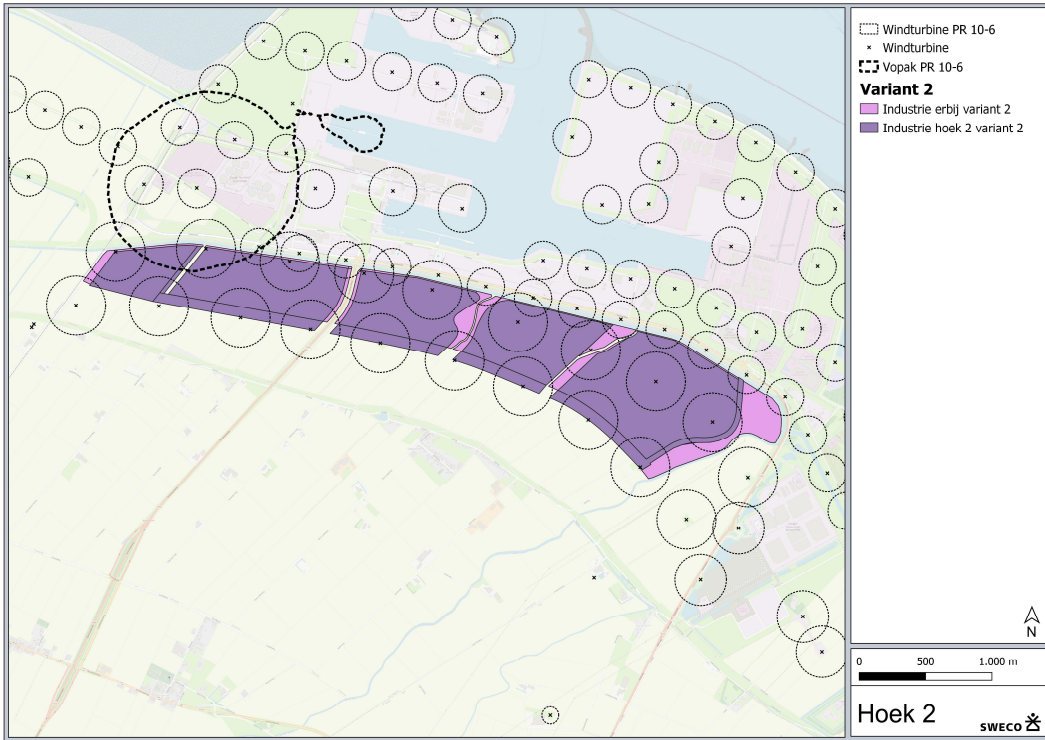 Windturbine PR 10-6
Windturbine
Vopak PR 10-6
Variant 2
Industrie erbij variant 2
Industrie hoek 2 variant 2
N
0 500 1.000 m
Hoek 2
SWECO